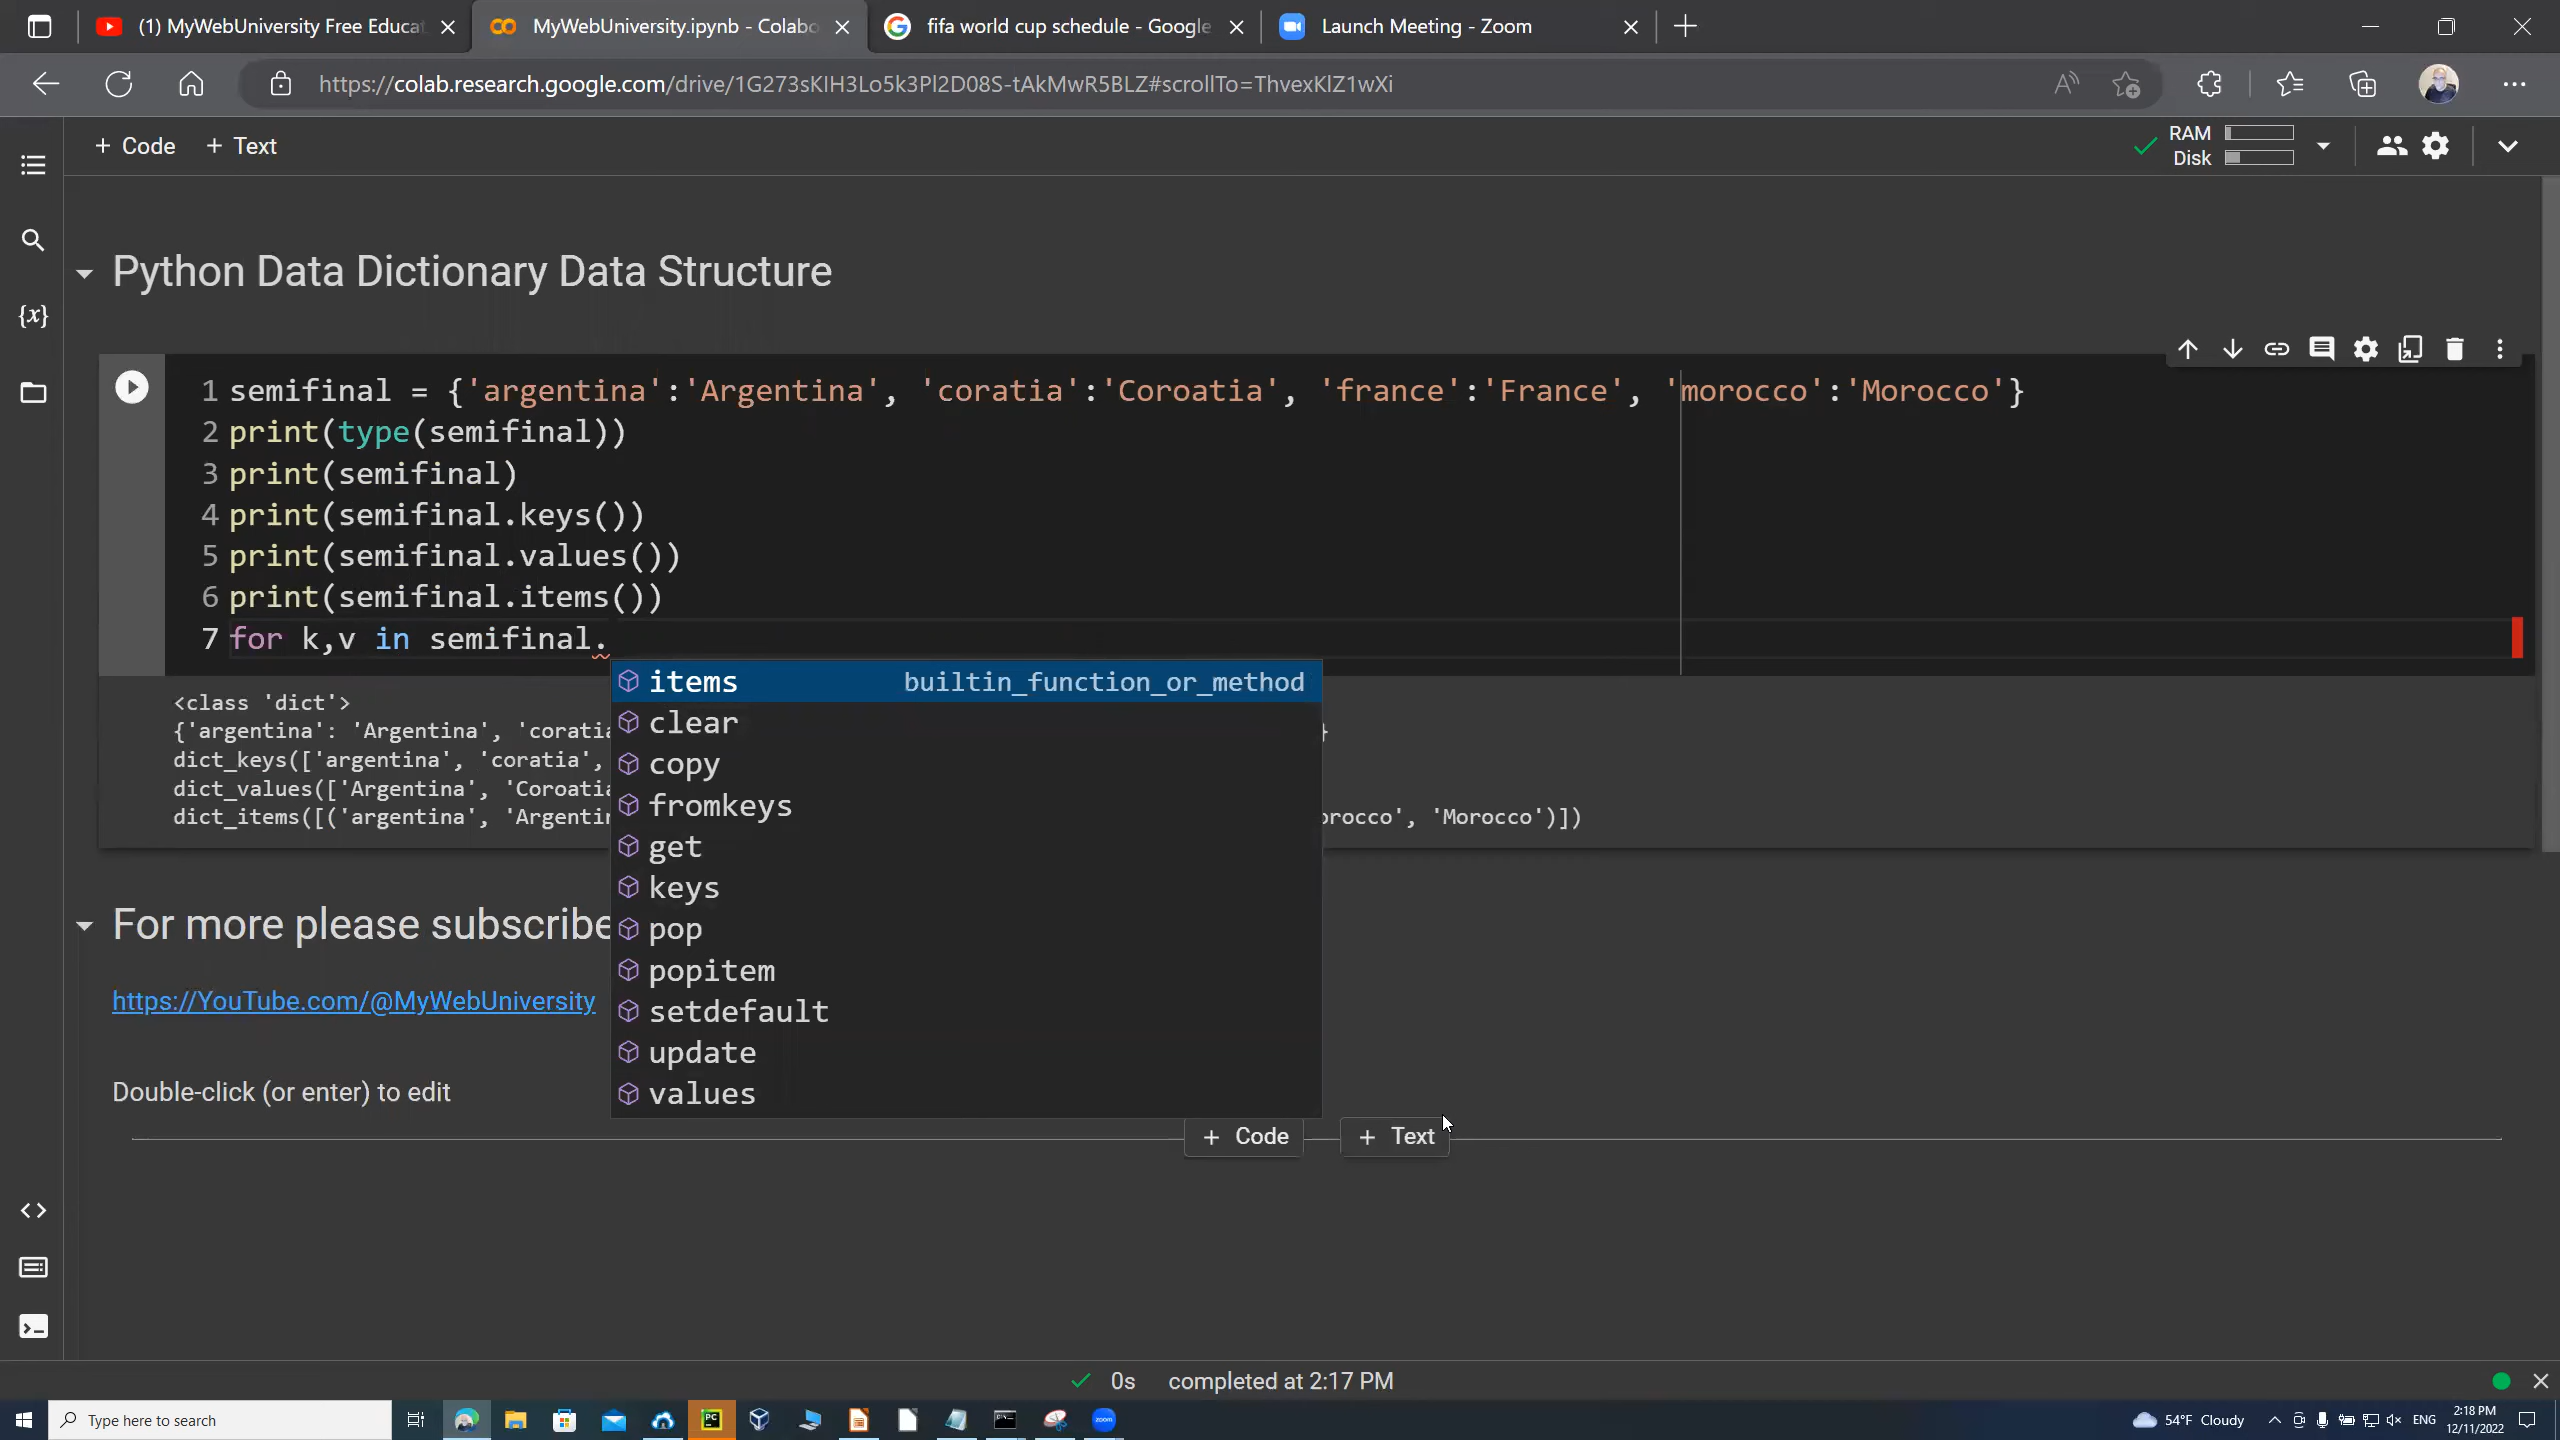 (1) MyWebUniversity Free Educat
MyWebUniversity.ipynb - Colabo
fifa world cup schedule - Google
Launch Meeting - Zoom
https://colab.research.google.com/drive/1G273sKIH3Lo5k3Pl2D08S-tAkMwR5BLZ#scrollTo=ThvexKlZ1wXi
+ Code + Text
RAM
Disk
Python Data Dictionary Data Structure
{x}
1 semifinal = {'argentina':'Argentina', 'coratia':'Coroatia', 'france':'France', 'morocco':'Morocco'}
2 print(type(semifinal))
3 print(semifinal)
4 print(semifinal.keys())
5 print(semifinal.values())
6 print(semifinal.items())
7 for k,v in semifinal.
items builtin_function_or_method
clear
copy
fromkeys
get
keys
pop
popitem
setdefault
update
values
<class 'dict'>
{'argentina': 'Argentina', 'coratia }
dict_keys(['argentina', 'coratia',
dict_values(['Argentina', 'Coroatia
dict_items([('argentina', 'Argentin orocco', 'Morocco')])
For more please subscribe
https://YouTube.com/@MyWebUniversity
Double-click (or enter) to edit
+ Code + Text
0s completed at 2:17 PM
Type here to search
PC
zoom
54°F Cloudy
ENG
2:18 PM
12/11/2022